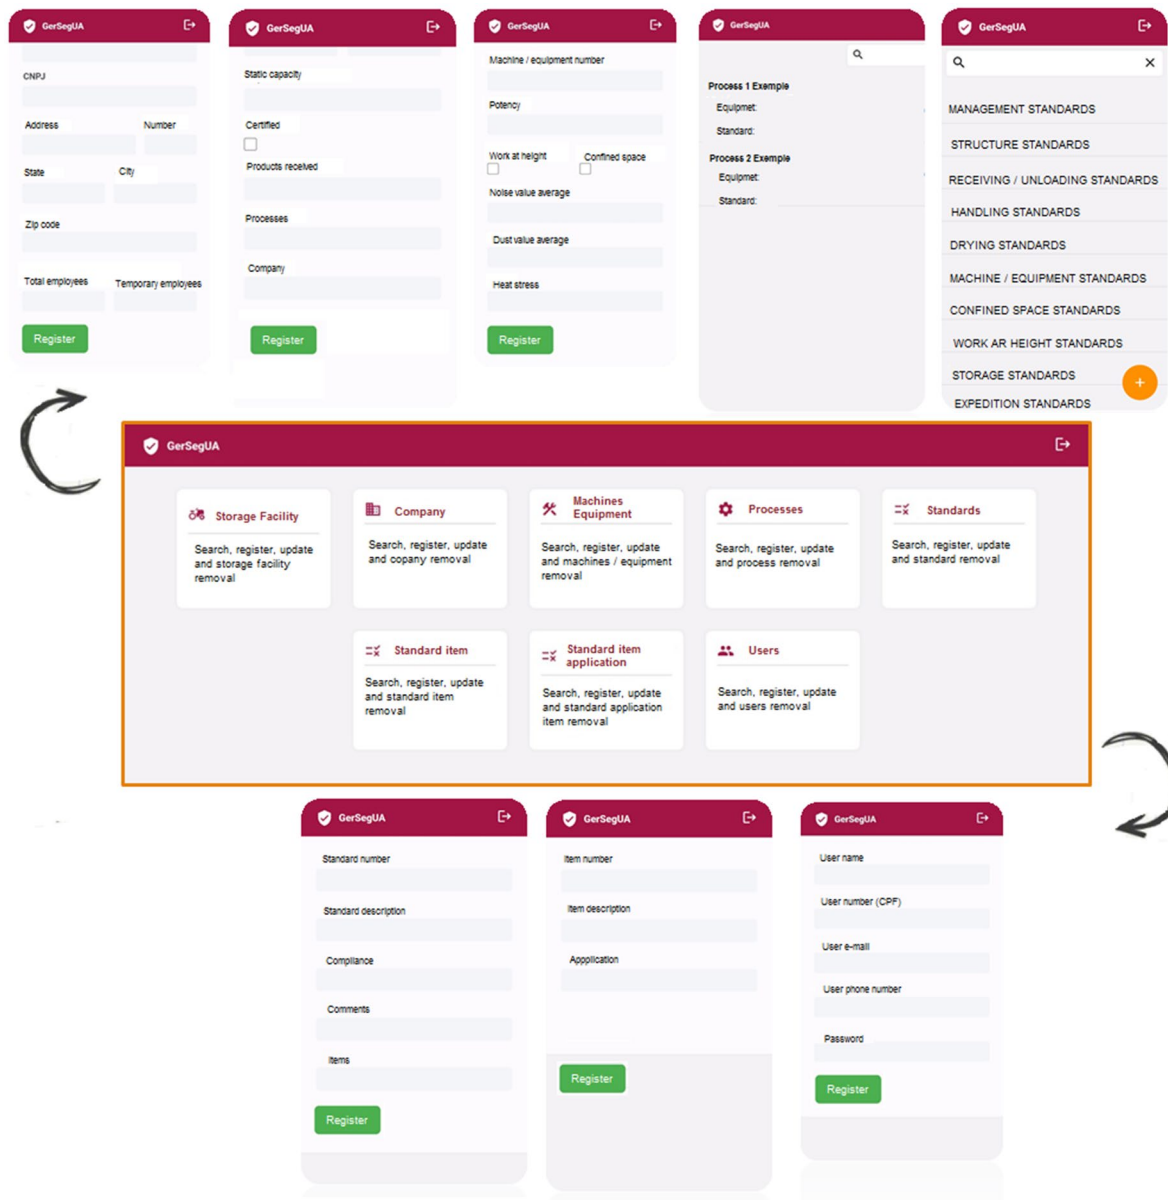 GerSegUA
CNPJ
Address Number
State City
Zip code
Total employees Temporary employees
Register
GerSegUA
Static capacity
Certified
Products received
Processes
Company
Register
GerSegUA
Machine / equipment number
Potency
Work at height Confined space
Noise value average
Dust value average
Heat stress
Register
GerSegUA
Process 1 Exemple
Equipmet:
Standard:
Process 2 Exemple
Equipmet:
Standard:
GerSegUA
MANAGEMENT STANDARDS
STRUCTURE STANDARDS
RECEIVING / UNLOADING STANDARDS
HANDLING STANDARDS
DRYING STANDARDS
MACHINE / EQUIPMENT STANDARDS
CONFINED SPACE STANDARDS
WORK AR HEIGHT STANDARDS
STORAGE STANDARDS
EXPEDITION STANDARDS
GerSegUA
Storage Facility
Search, register, update
and storage facility
removal
Company
Search, register, update
and copany removal
Machines
Equipment
Search, register, update
and machines / equipment
removal
Processes
Search, register, update
and process removal
Standards
Search, register, update
and standard removal
Standard item
Search, register, update
and standard item
removal
Standard item
application
Search, register, update
and standard application
item removal
Users
Search, register, update
and users removal
GerSegUA
Standard number
Standard description
Compliance
Comments
Items
Register
GerSegUA
Item number
Item description
Appplication
Register
GerSegUA
User name
User number (CPF)
User e-mail
User phone number
Password
Register